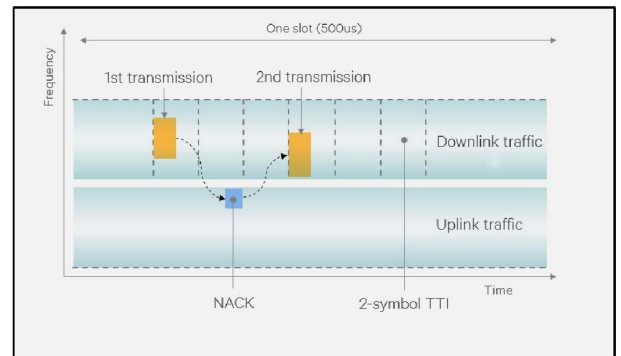 One slot (500us)
Frequency
1st transmission
2nd transmission
Downlink traffic
Uplink traffic
Time
NACK
2-symbol TTI